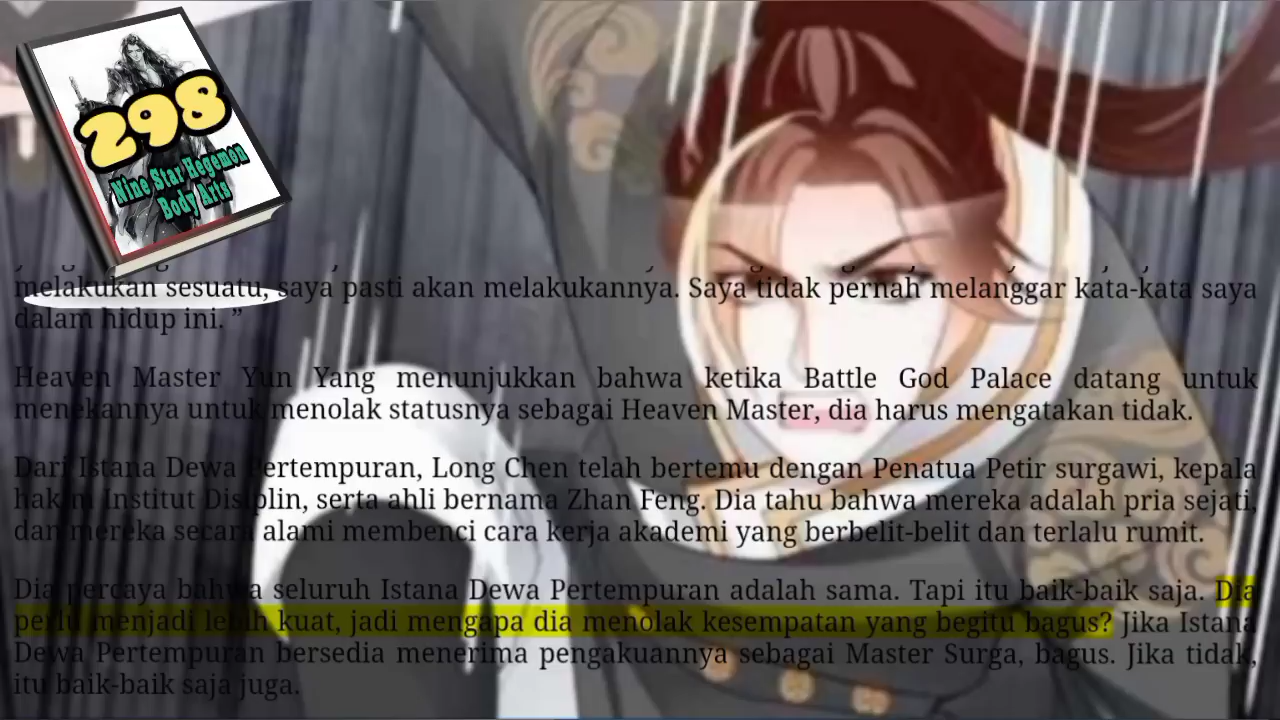 298
Nine Star Hegemon
Body Arts
melakukan sesuatu, saya pasti akan melakukannya. Saya tidak pernah melanggar kata-kata saya
dalam hidup ini. ”
Heaven Master Yun Yang menunjukkan bahwa ketika Battle God Palace datang untuk
menekannya untuk menolak statusnya sebagai Heaven Master, dia harus mengatakan tidak.
Dari Istana Dewa Pertempuran, Long Chen telah bertemu dengan Penatua Petir surgawi, kepala
hakim Institut Disiplin, serta ahli bernama Zhan Feng. Dia tahu bahwa mereka adalah pria sejati,
dan mereka secara alami membenci cara kerja akademi yang berbelit-belit dan terlalu rumit.
Dia percaya bahwa seluruh Istana Dewa Pertempuran adalah sama. Tapi itu baik-baik saja. Dia
perlu menjadi lebih kuat, jadi mengapa dia menolak kesempatan yang begitu bagus? Jika Istana
Dewa Pertempuran bersedia menerima pengakuannya sebagai Master Surga, bagus. Jika tidak,
itu baik-baik saja juga.